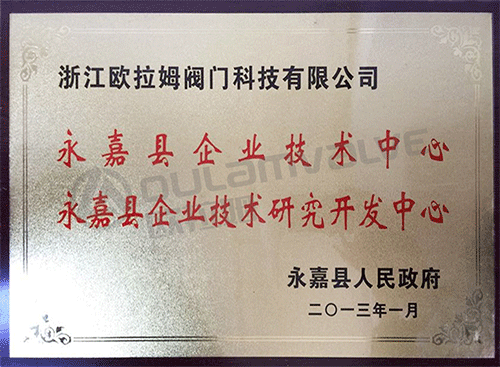 浙江欧拉姆阀门科技有限公司
永嘉县企业技术中心
永嘉县企业技术研究开发中心
oulamvalve
永嘉县人民政府
二〇一三年一月